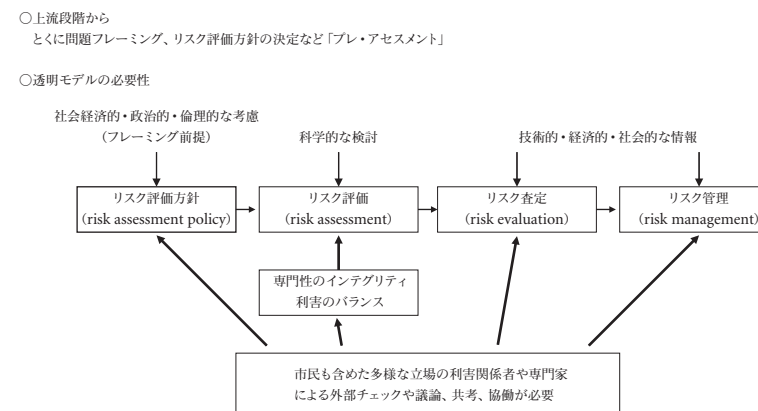 ○上流段階から
とくに問題フレーミング、リスク評価方針の決定など「プレ・アセスメント」
○透明モデルの必要性
社会経済的・政治的・倫理的な考慮
（フレーミング前提）
科学的な検討
技術的・経済的・社会的な情報
リスク評価方針
(risk assessment policy)
リスク評価
(risk assessment)
リスク査定
(risk evaluation)
リスク管理
(risk management)
専門性のインテグリティ
利害のバランス
市民も含めた多様な立場の利害関係者や専門家
による外部チェックや議論、共考、協働が必要